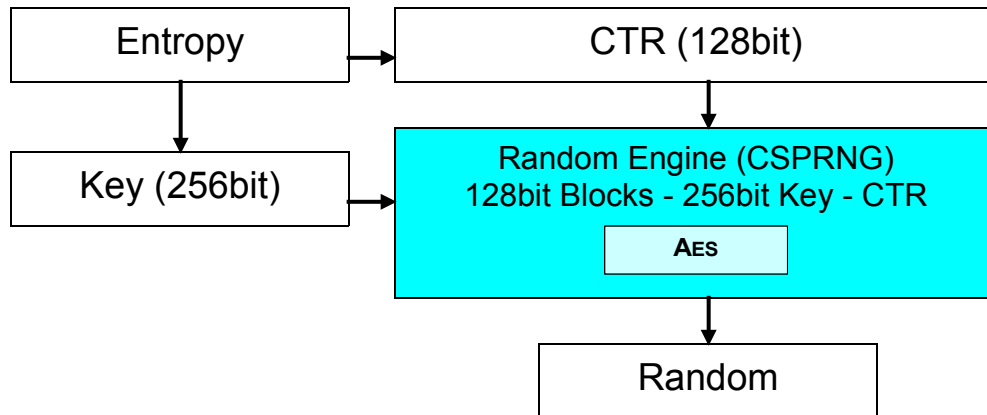 Entropy
CTR (128bit)
Key (256bit)
Random Engine (CSPRNG)
128bit Blocks - 256bit Key - CTR
AES
Random